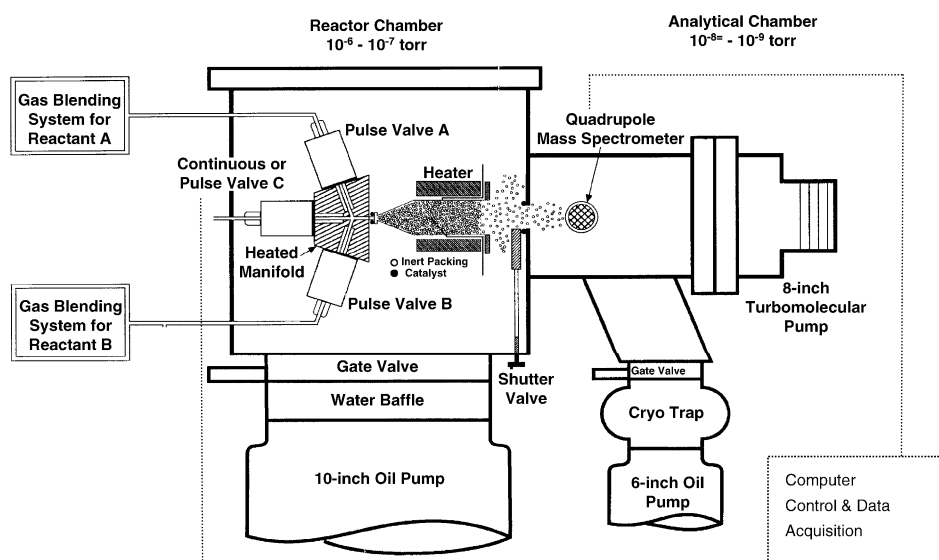 Reactor Chamber
10⁻⁶ - 10⁻⁷ torr
Analytical Chamber
10⁻⁸⁼ - 10⁻⁹ torr
Gas Blending
System for
Reactant A
Pulse Valve A
Quadrupole
Mass Spectrometer
Continuous or
Pulse Valve C
Heater
Heated
Manifold
Inert Packing
Catalyst
Pulse Valve B
Gas Blending
System for
Reactant B
8-inch
Turbomolecular
Pump
Gate Valve
Shutter
Valve
Gate Valve
Water Baffle
Cryo Trap
10-inch Oil Pump
6-inch Oil
Pump
Computer
Control & Data
Acquisition